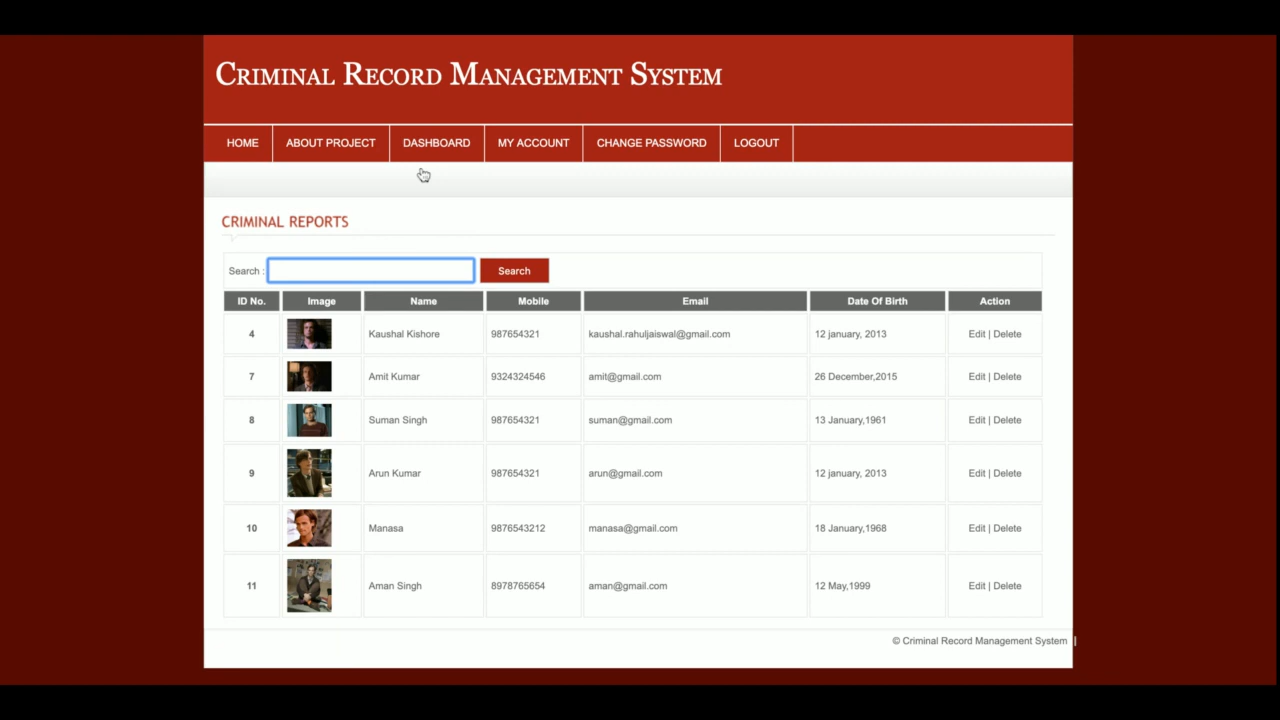 CRIMINAL RECORD MANAGEMENT SYSTEM
HOME ABOUT PROJECT DASHBOARD MY ACCOUNT CHANGE PASSWORD LOGOUT
CRIMINAL REPORTS
Search : Search
ID No. Image Name Mobile Email Date Of Birth Action
4 Kaushal Kishore 987654321 kaushal.rahuljaiswal@gmail.com 12 january, 2013 Edit | Delete
7 Amit Kumar 9324324546 amit@gmail.com 26 December,2015 Edit | Delete
8 Suman Singh 987654321 suman@gmail.com 13 January,1961 Edit | Delete
9 Arun Kumar 987654321 arun@gmail.com 12 january, 2013 Edit | Delete
10 Manasa 9876543212 manasa@gmail.com 18 January,1968 Edit | Delete
11 Aman Singh 8978765654 aman@gmail.com 12 May,1999 Edit | Delete
© Criminal Record Management System |